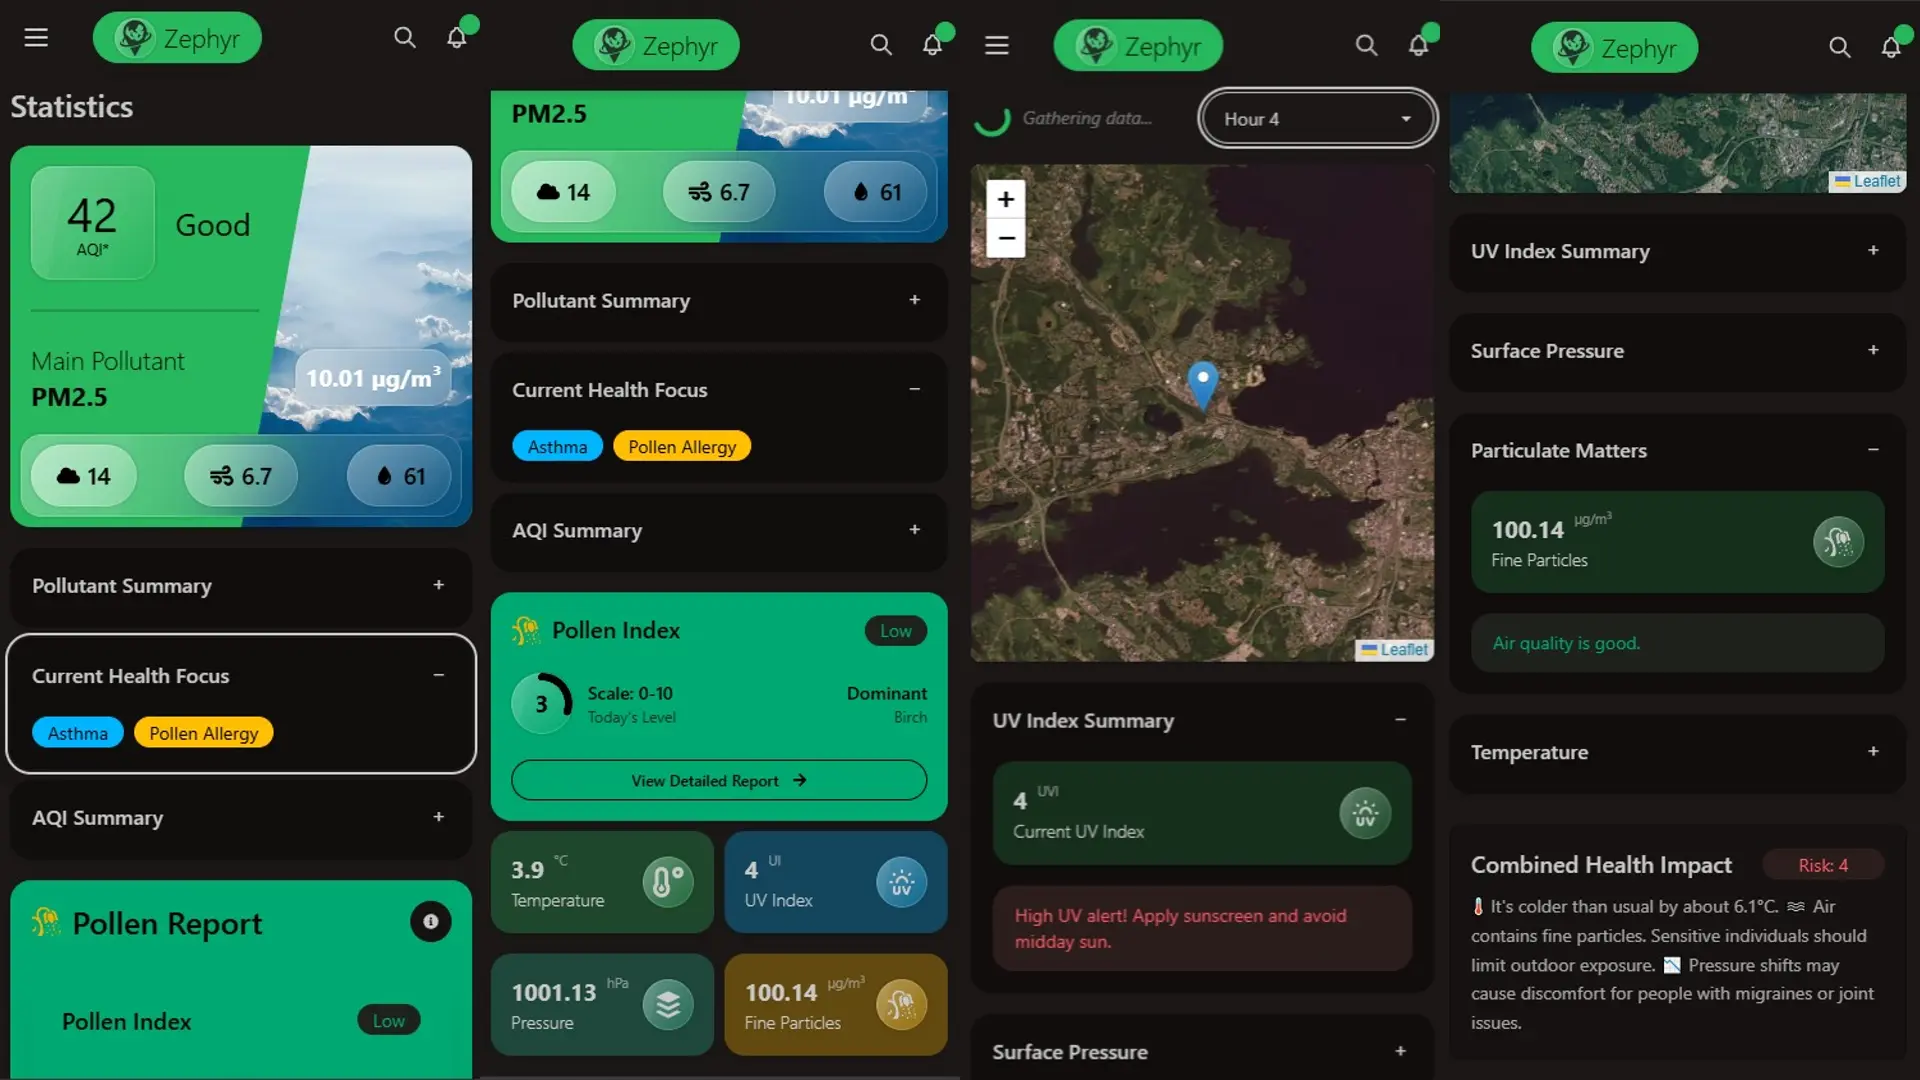 Zephyr
Statistics
42
AQI*
Good
Main Pollutant
PM2.5
10.01 µg/m³
14
6.7
61
Pollutant Summary
+
Current Health Focus
−
Asthma
Pollen Allergy
AQI Summary
+
Pollen Report
Pollen Index
Low
Zephyr
PM2.5
10.01 µg/m³
14
6.7
61
Pollutant Summary
+
Current Health Focus
−
Asthma
Pollen Allergy
AQI Summary
+
Pollen Index
Low
3
Scale: 0-10
Today's Level
Dominant
Birch
View Detailed Report →
3.9 °C
Temperature
4 UI
UV Index
UV
1001.13 hPa
Pressure
100.14 µg/m³
Fine Particles
Zephyr
Gathering data...
Hour 4
+
−
Leaflet
UV Index Summary
−
4 UVI
Current UV Index
UV
High UV alert! Apply sunscreen and avoid
midday sun.
Surface Pressure
+
Zephyr
Leaflet
UV Index Summary
+
Surface Pressure
+
Particulate Matters
−
100.14 µg/m³
Fine Particles
Air quality is good.
Temperature
+
Combined Health Impact
Risk: 4
🌡️ It's colder than usual by about 6.1°C. Air
contains fine particles. Sensitive individuals should
limit outdoor exposure. 📉 Pressure shifts may
cause discomfort for people with migraines or joint
issues.